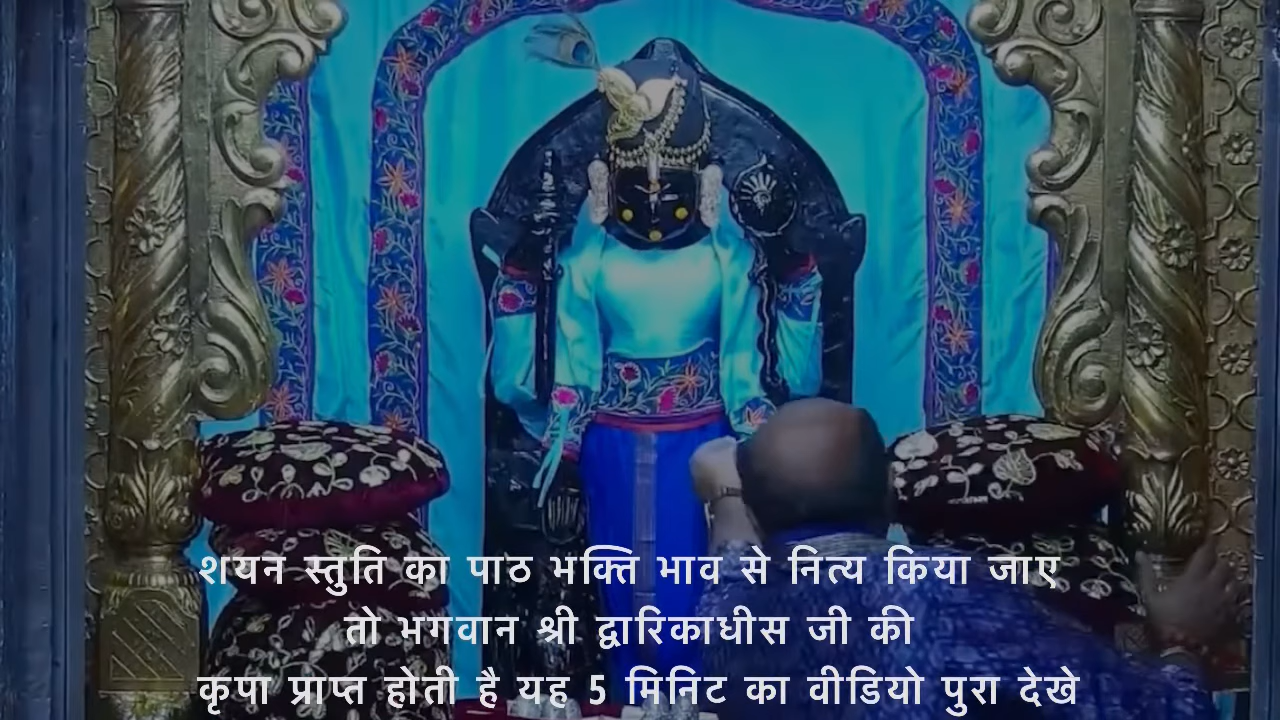 शयन स्तुति का पाठ भक्ति भाव से नित्य किया जाए
तो भगवान श्री द्वारिकाधीस जी की
कृपा प्राप्त होती है यह 5 मिनिट का वीडियो पुरा देखे